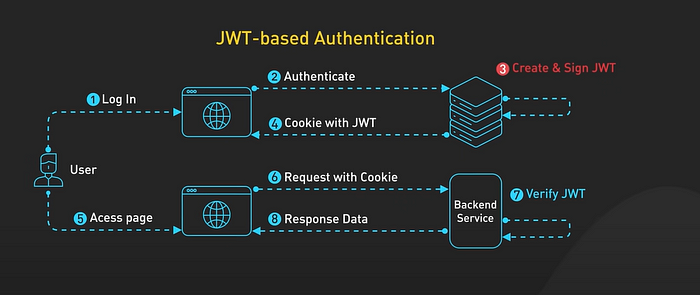 JWT-based Authentication
1 Log In
2 Authenticate
3 Create & Sign JWT
4 Cookie with JWT
User
5 Acess page
6 Request with Cookie
Backend
Service
7 Verify JWT
8 Response Data